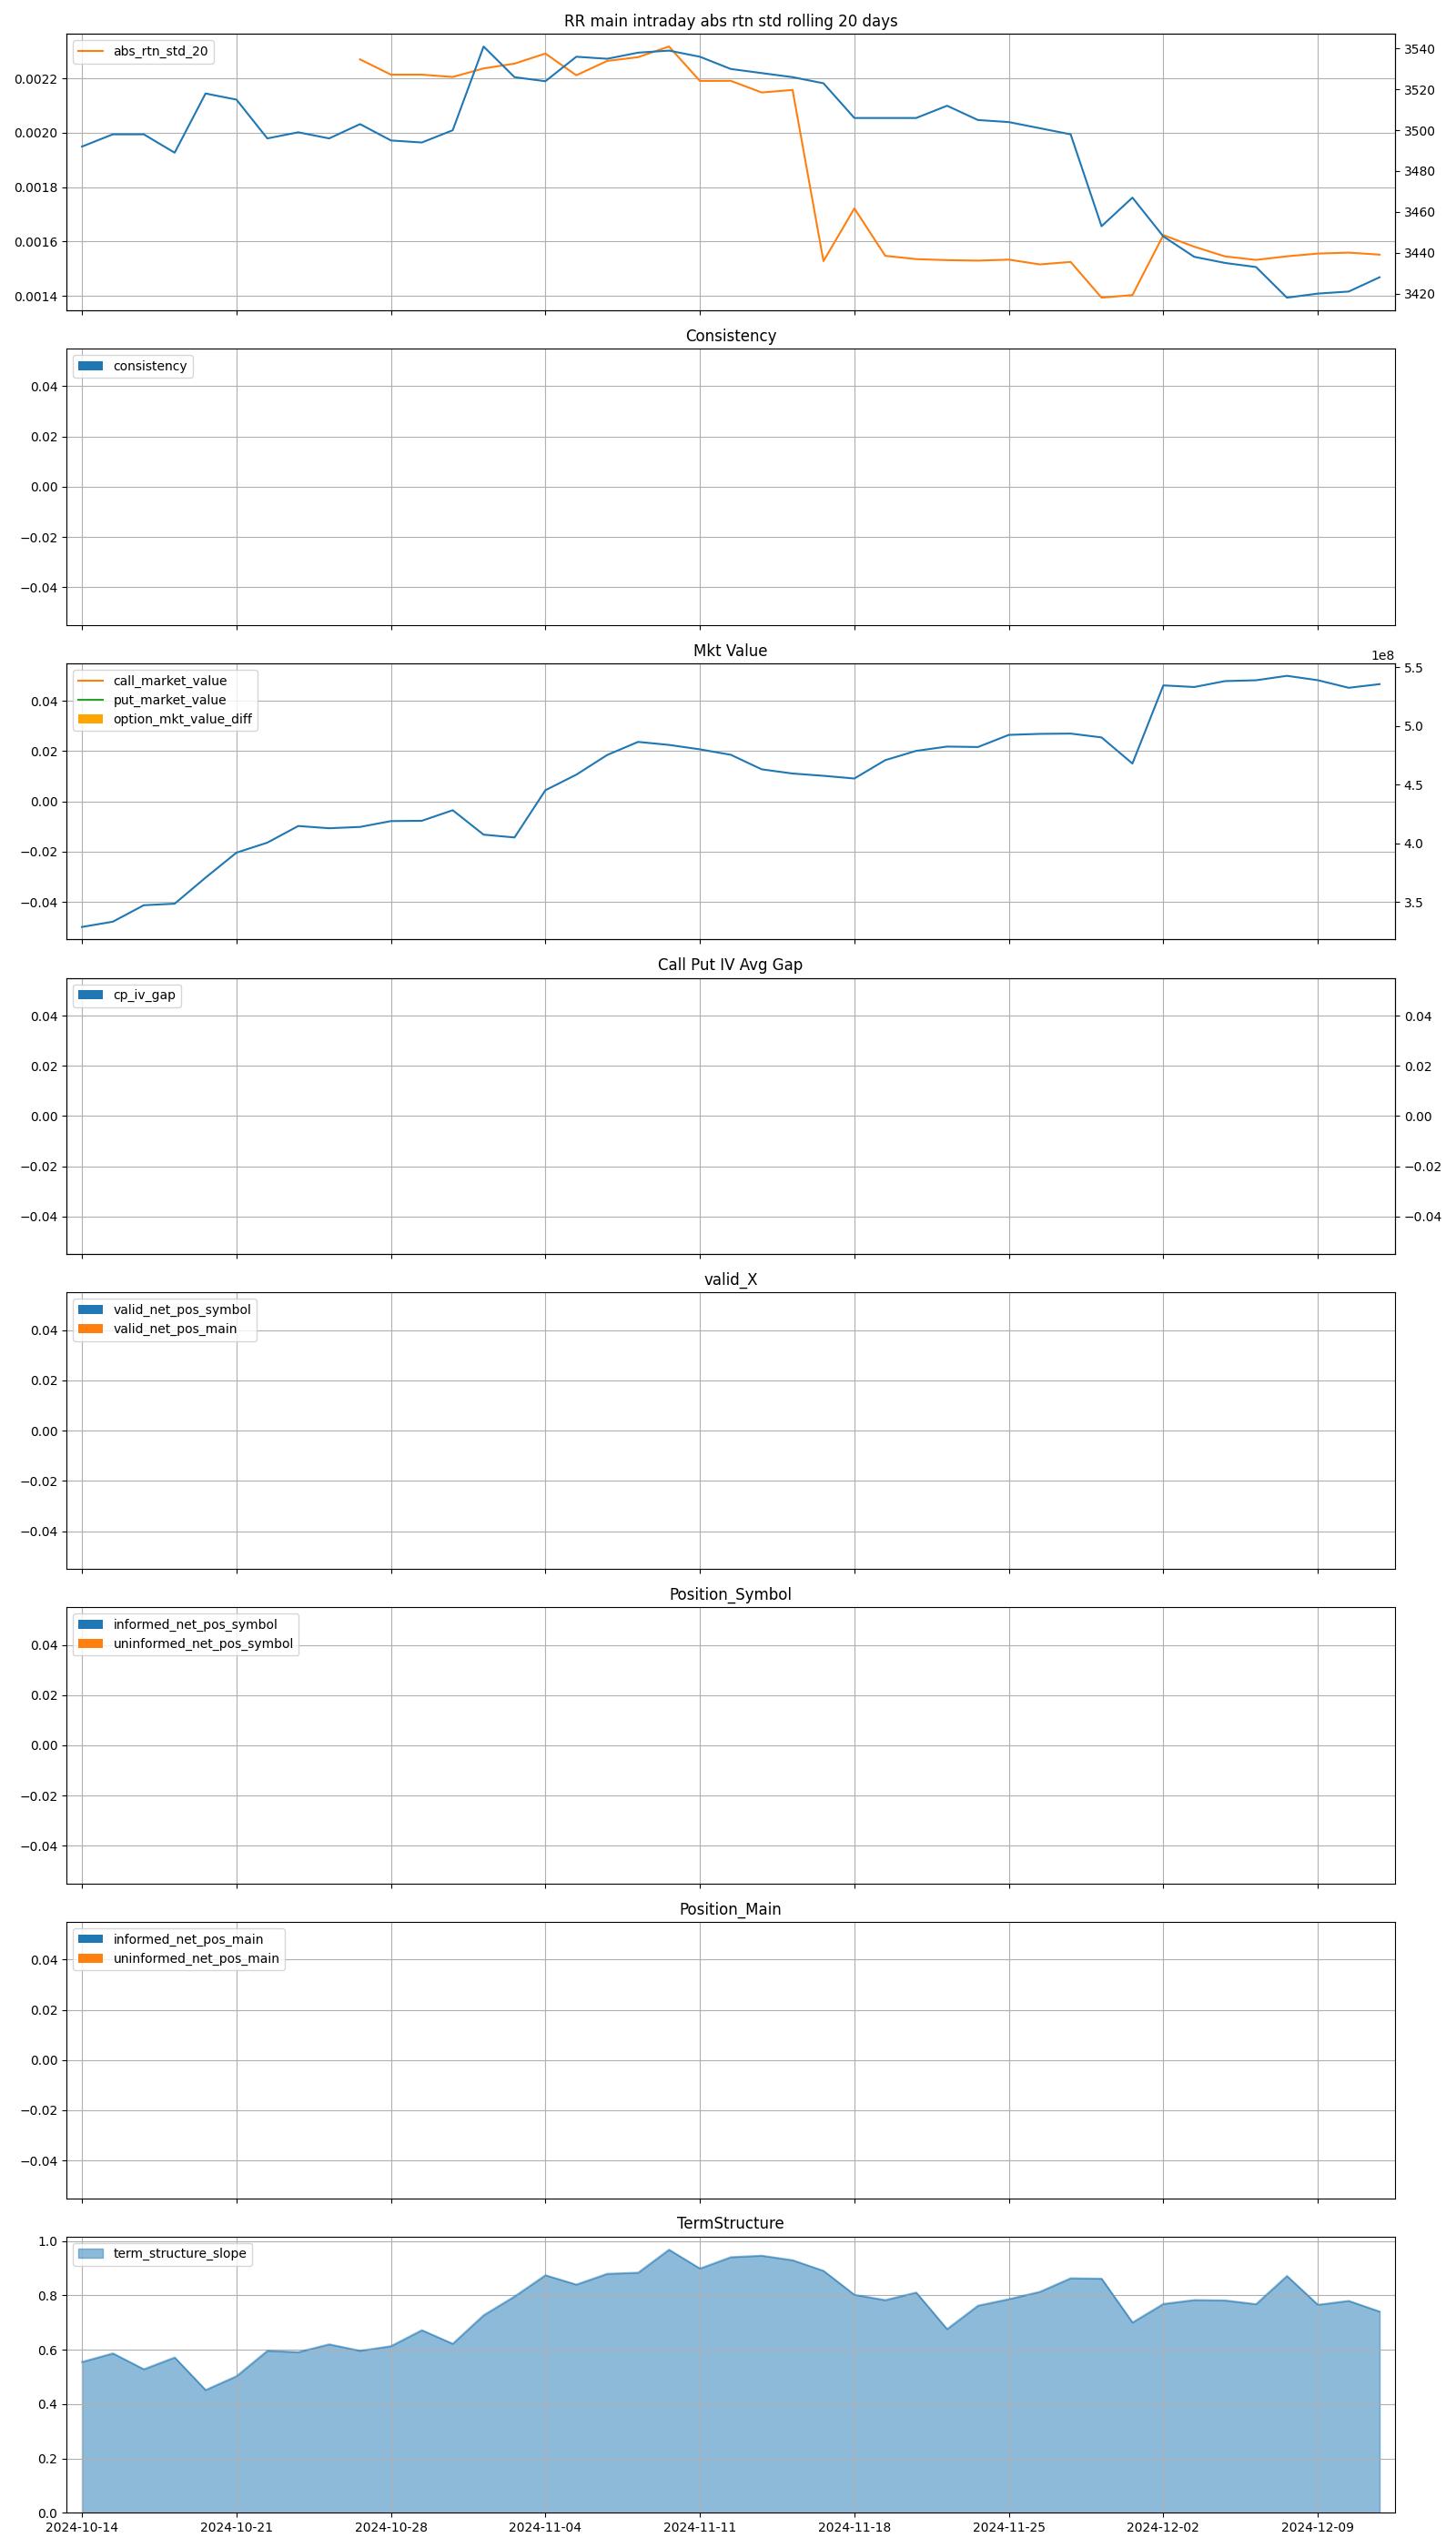 RR main intraday abs rtn std rolling 20 days
abs_rtn_std_20
0.0022
0.0020
0.0018
0.0016
0.0014
3540
3520
3500
3480
3460
3440
3420
Consistency
consistency
0.04
0.02
0.00
−0.02
−0.04
Mkt Value
1e8
call_market_value
put_market_value
option_mkt_value_diff
0.04
0.02
0.00
−0.02
−0.04
5.5
5.0
4.5
4.0
3.5
Call Put IV Avg Gap
cp_iv_gap
0.04
0.02
0.00
−0.02
−0.04
0.04
0.02
0.00
−0.02
−0.04
valid_X
valid_net_pos_symbol
valid_net_pos_main
0.04
0.02
0.00
−0.02
−0.04
Position_Symbol
informed_net_pos_symbol
uninformed_net_pos_symbol
0.04
0.02
0.00
−0.02
−0.04
Position_Main
informed_net_pos_main
uninformed_net_pos_main
0.04
0.02
0.00
−0.02
−0.04
TermStructure
term_structure_slope
1.0
0.8
0.6
0.4
0.2
0.0
2024-10-14 2024-10-21 2024-10-28 2024-11-04 2024-11-11 2024-11-18 2024-11-25 2024-12-02 2024-12-09